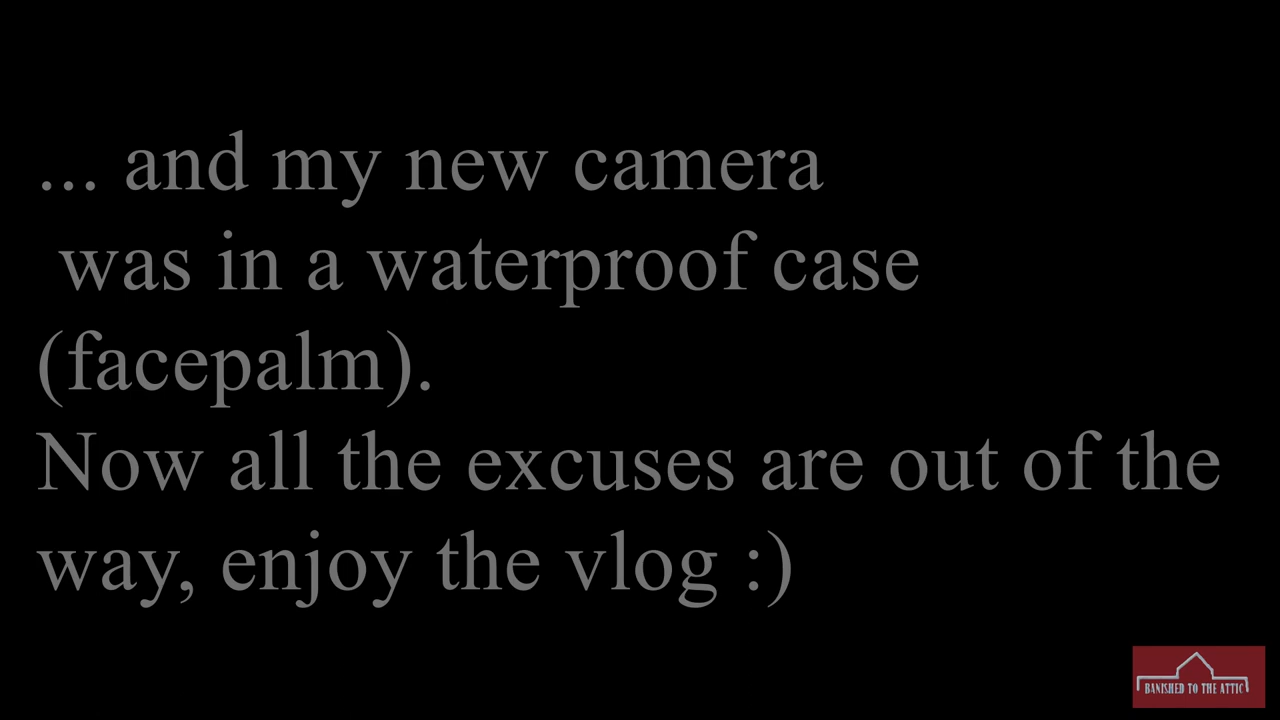 ... and my new camera
was in a waterproof case
(facepalm).
Now all the excuses are out of the
way, enjoy the vlog :)
BANISHED TO THE ATTIC